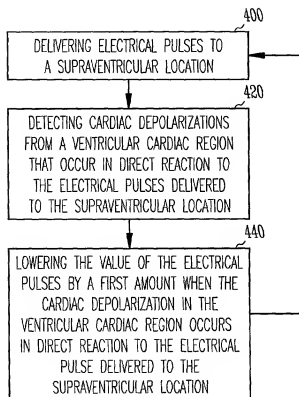 400
DELIVERING ELECTRICAL PULSES TO
A SUPRAVENTRICULAR LOCATION
420
DETECTING CARDIAC DEPOLARIZATIONS
FROM A VENTRICULAR CARDIAC REGION
THAT OCCUR IN DIRECT REACTION TO
THE ELECTRICAL PULSES DELIVERED
TO THE SUPRAVENTRICULAR LOCATION
440
LOWERING THE VALUE OF THE ELECTRICAL
PULSES BY A FIRST AMOUNT WHEN THE
CARDIAC DEPOLARIZATION IN THE
VENTRICULAR CARDIAC REGION OCCURS
IN DIRECT REACTION TO THE ELECTRICAL
PULSE DELIVERED TO THE
SUPRAVENTRICULAR LOCATION